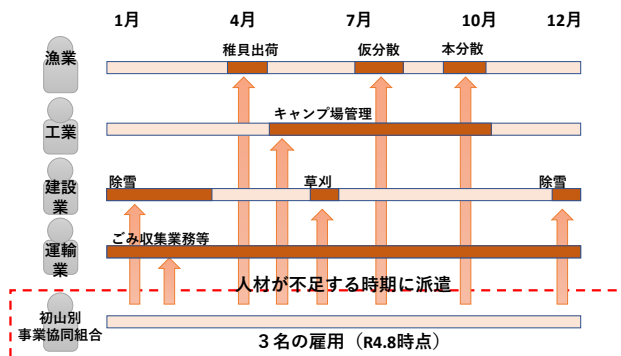 1月 4月 7月 10月 12月
漁業
稚貝出荷 仮分散 本分散
工業
キャンプ場管理
建設
業
除雪 草刈 除雪
運輸
業
ごみ収集業務等
人材が不足する時期に派遣
初山別
事業協同組合
３名の雇用（R4.8時点）